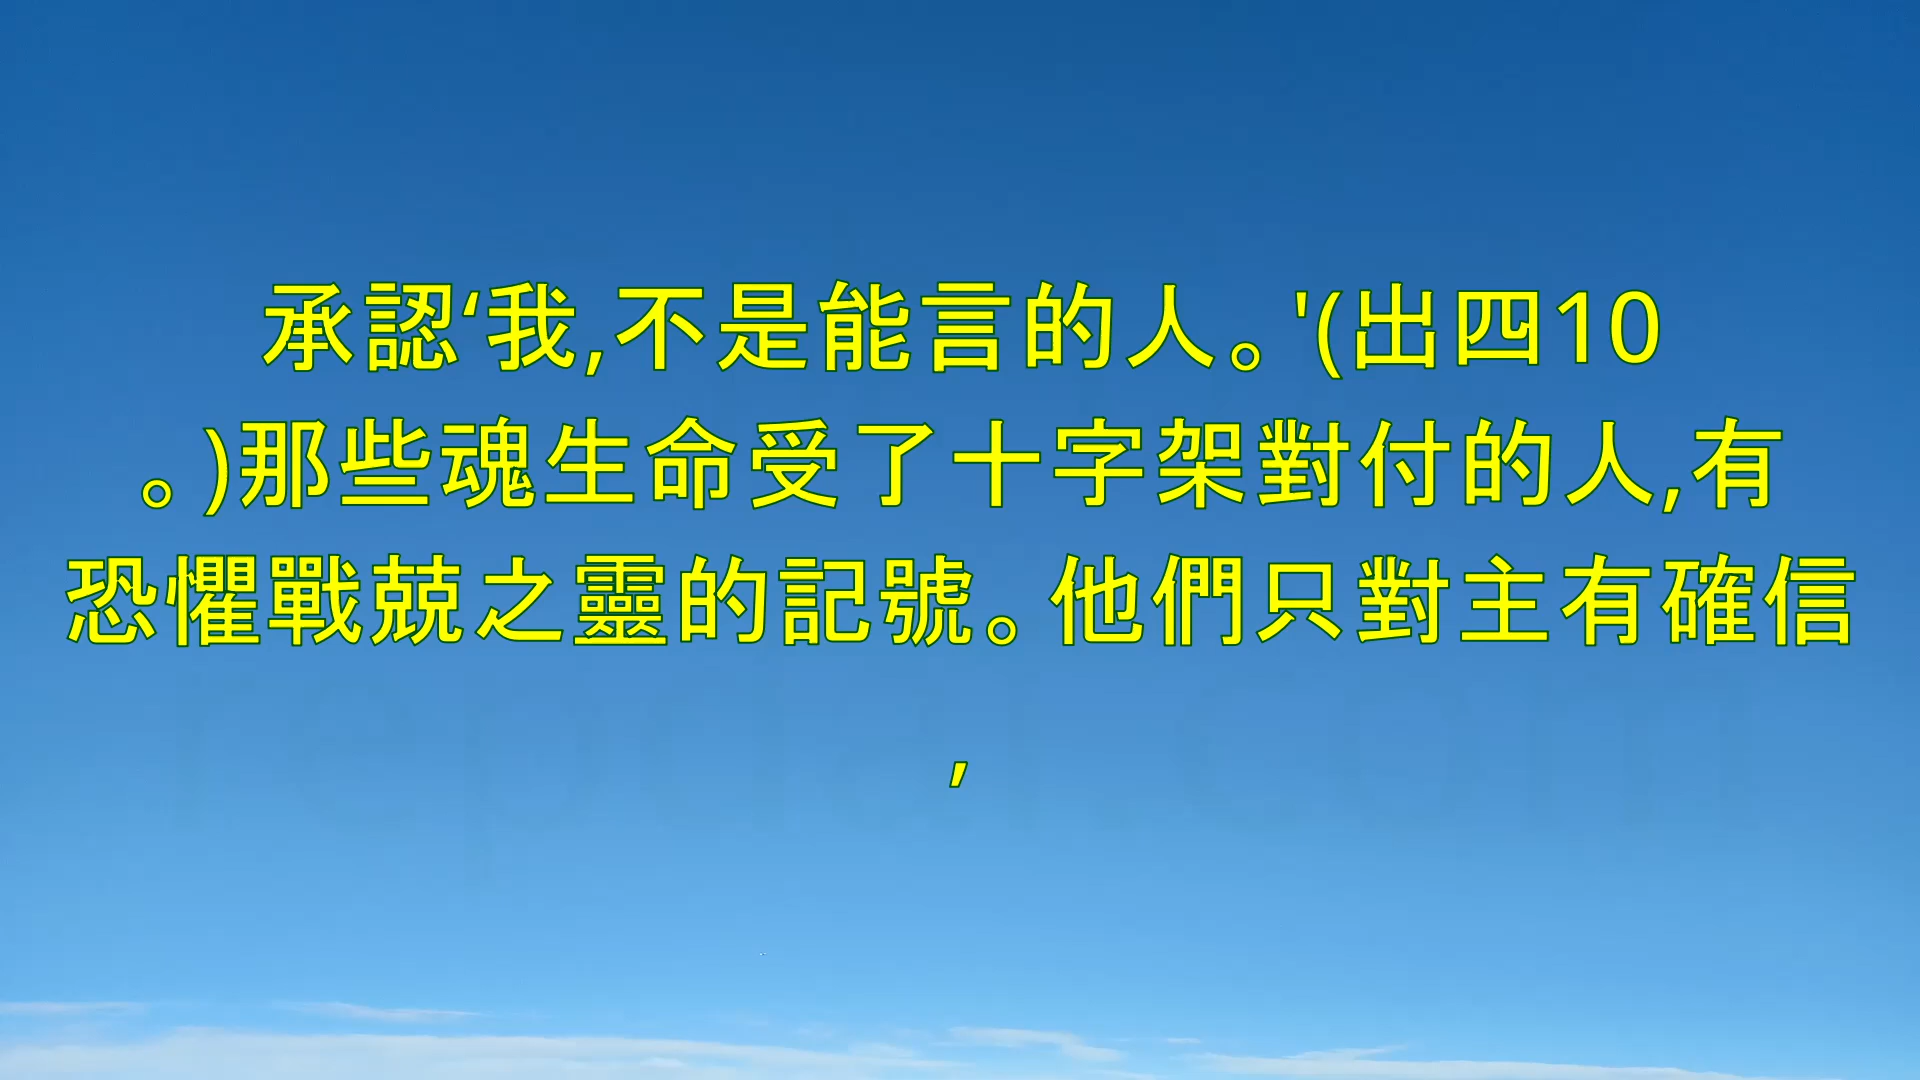 承認‘我,不是能言的人。'(出四10
。)那些魂生命受了十字架對付的人,有
恐懼戰兢之靈的記號。他們只對主有確信
,